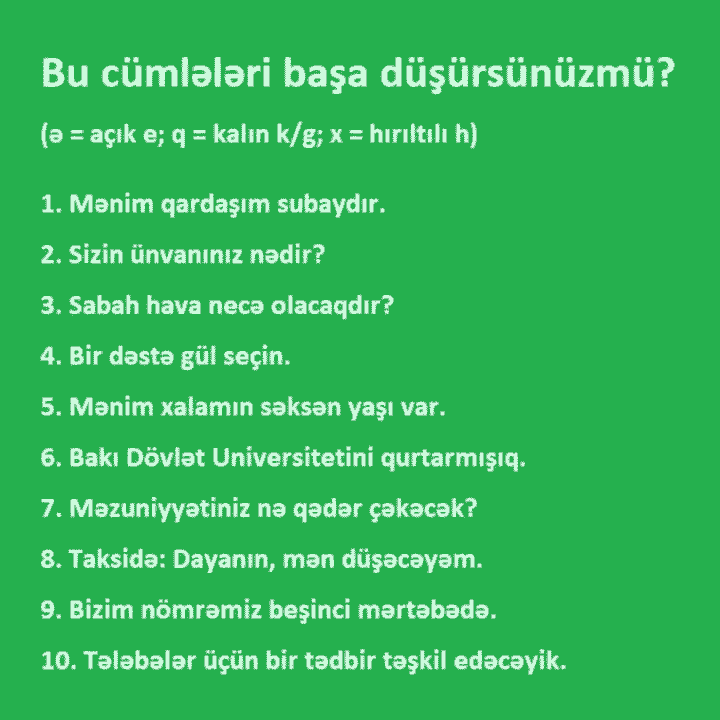 Bu cümlələri başa düşürsünüzmü?
(ə = açık e; q = kalın k/g; x = hırıltılı h)
1. Mənim qardaşım subaydır.
2. Sizin ünvanınız nədir?
3. Sabah hava necə olacaqdır?
4. Bir dəstə gül seçin.
5. Mənim xalamın səksən yaşı var.
6. Bakı Dövlət Universitetini qurtarmışıq.
7. Məzuniyyətiniz nə qədər çəkəcək?
8. Taksidə: Dayanın, mən düşəcəyəm.
9. Bizim nömrəmiz beşinci mərtəbədə.
10. Tələbələr üçün bir tədbir təşkil edəcəyik.